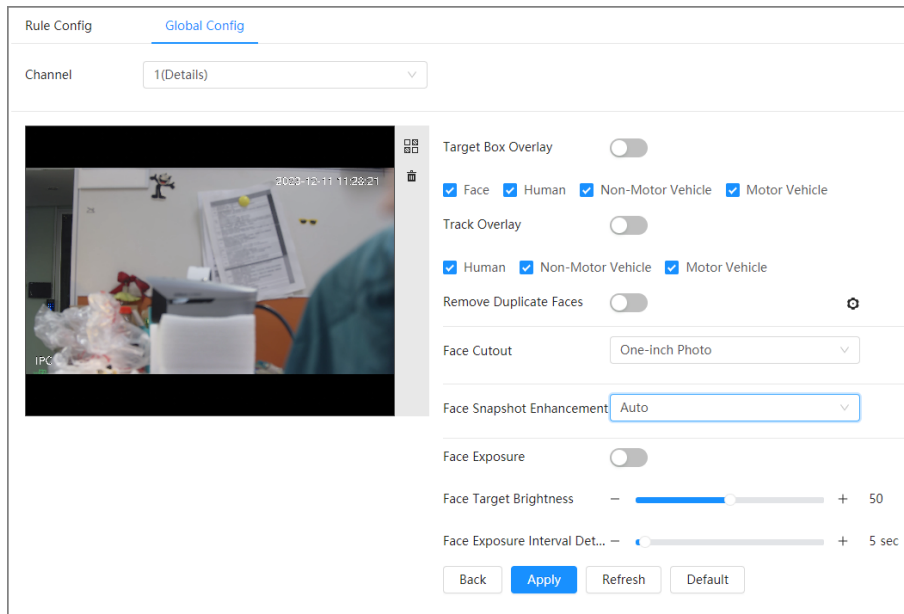 Rule Config Global Config
Channel 1(Details)
2023-12-11 11:28:21
26
IPC
Target Box Overlay
Face Human Non-Motor Vehicle Motor Vehicle
Track Overlay
Human Non-Motor Vehicle Motor Vehicle
Remove Duplicate Faces
Face Cutout One-inch Photo
Face Snapshot Enhancement Auto
Face Exposure
Face Target Brightness − + 50
Face Exposure Interval Det... − + 5 sec
Back Apply Refresh Default